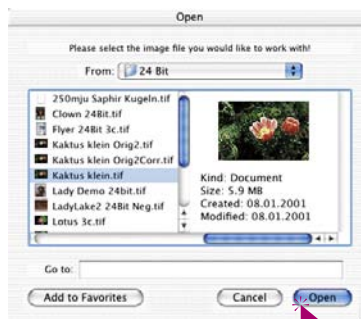 Open
Please select the image file you would like to work with!
From: 24 Bit
250mju Saphir Kugeln.tif
Clown 24Bit.tif
Flyer 24Bit 3c.tif
Kaktus klein Orig2.tif
Kaktus klein Orig2Corr.tif
Kaktus klein.tif
Lady Demo 24bit.tif
LadyLake2 24Bit Neg.tif
Lotus 3c.tif
Kind: Document
Size: 5.9 MB
Created: 08.01.2001
Modified: 08.01.2001
Go to:
Add to Favorites
Cancel
Open